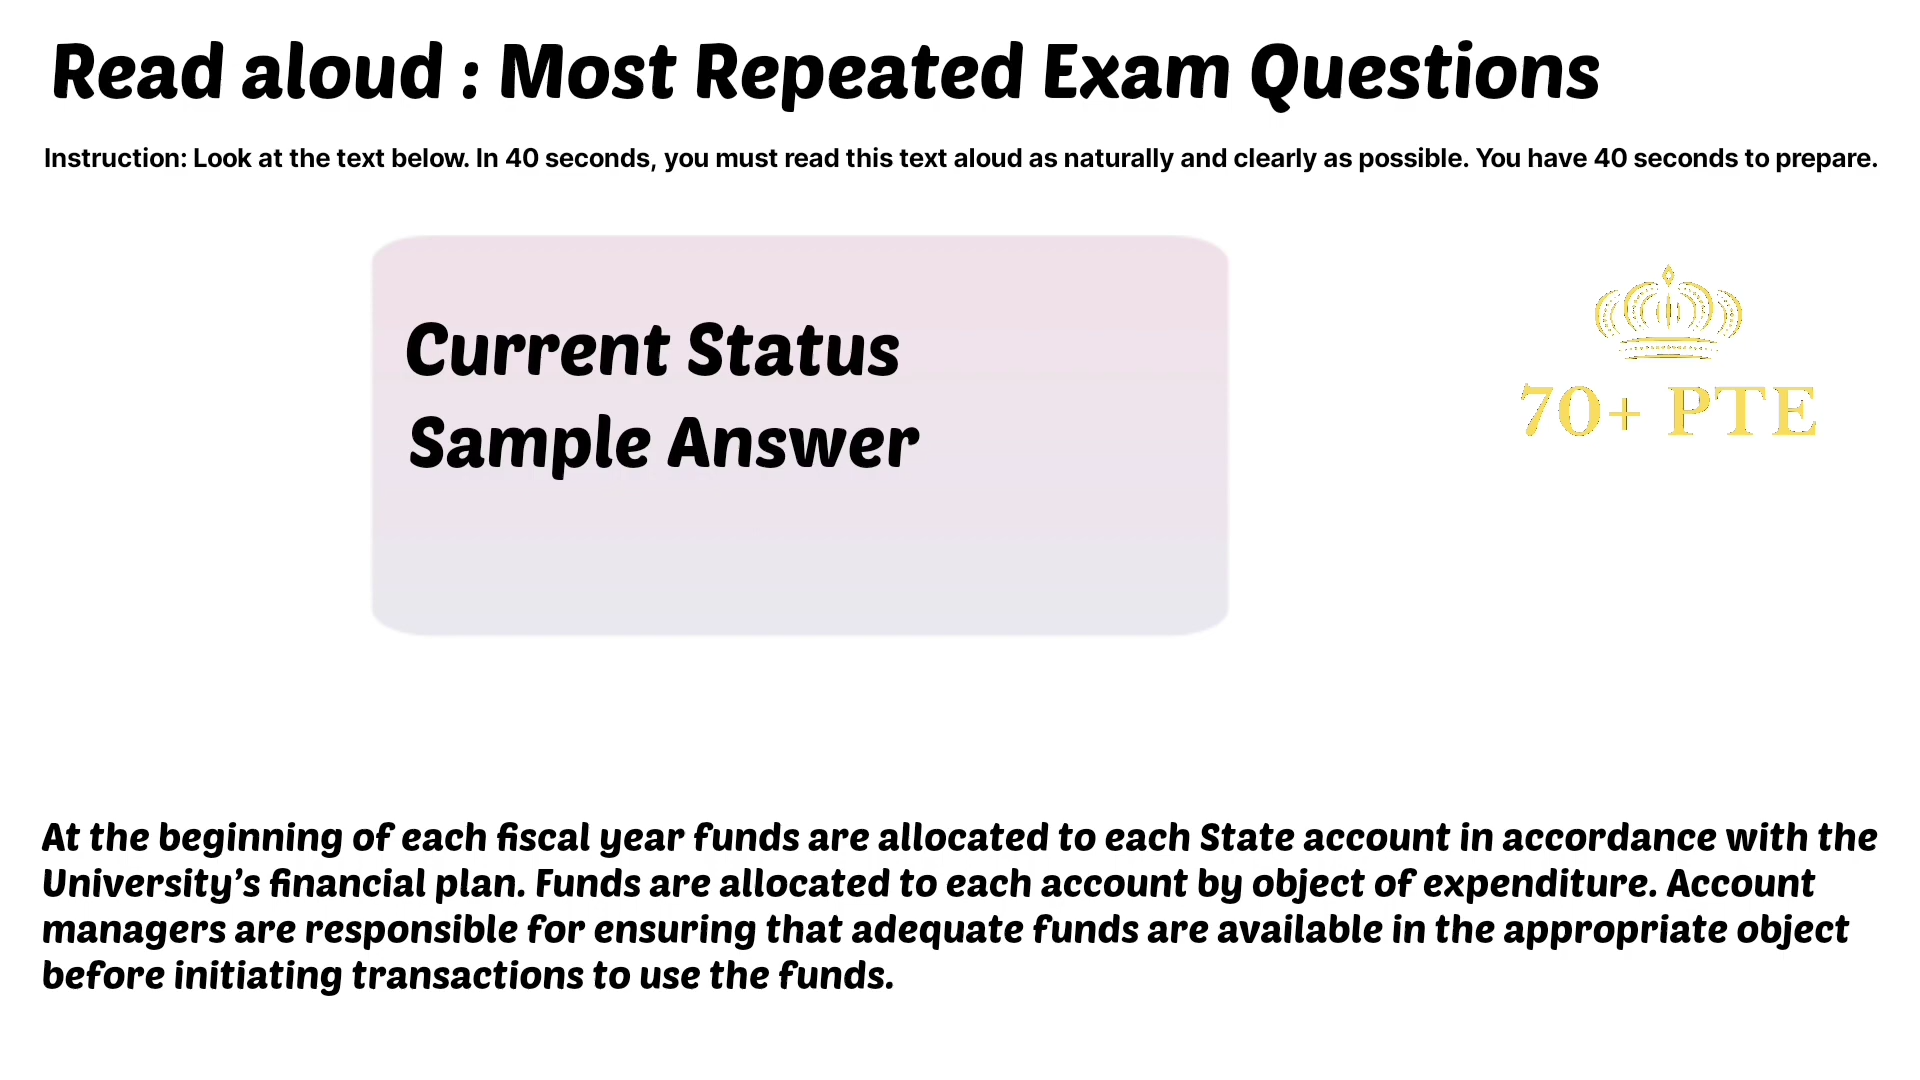 Read aloud : Most Repeated Exam Questions
Instruction: Look at the text below. In 40 seconds, you must read this text aloud as naturally and clearly as possible. You have 40 seconds to prepare.
Current Status
Sample Answer
70+ PTE
At the beginning of each fiscal year funds are allocated to each State account in accordance with the
University’s financial plan. Funds are allocated to each account by object of expenditure. Account
managers are responsible for ensuring that adequate funds are available in the appropriate object
before initiating transactions to use the funds.